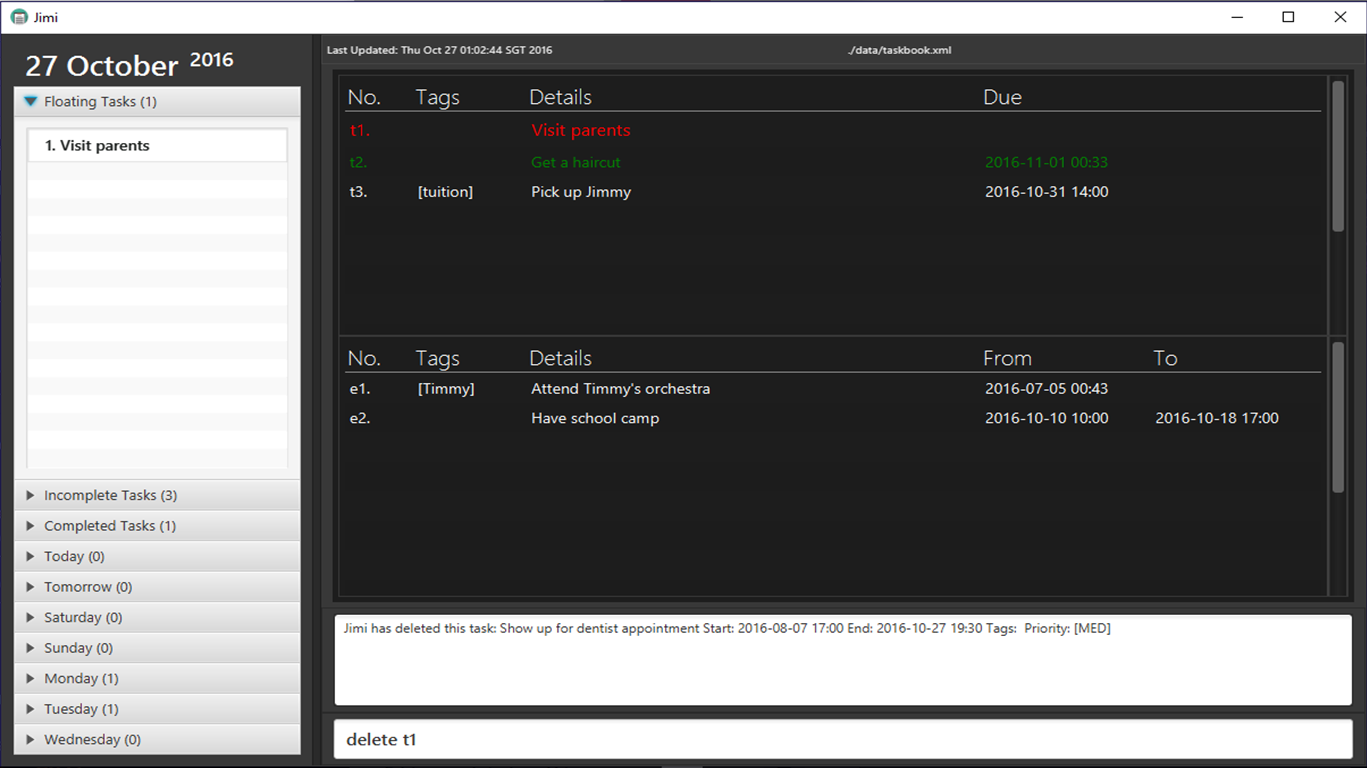 Jimi
27 October 2016
Floating Tasks (1)
1. Visit parents
Incomplete Tasks (3)
Completed Tasks (1)
Today (0)
Tomorrow (0)
Saturday (0)
Sunday (0)
Monday (1)
Tuesday (1)
Wednesday (0)
Last Updated: Thu Oct 27 01:02:44 SGT 2016 ./data/taskbook.xml
No. Tags Details Due
t1. Visit parents
t2. Get a haircut 2016-11-01 00:33
t3. [tuition] Pick up Jimmy 2016-10-31 14:00
No. Tags Details From To
e1. [Timmy] Attend Timmy's orchestra 2016-07-05 00:43
e2. Have school camp 2016-10-10 10:00 2016-10-18 17:00
Jimi has deleted this task: Show up for dentist appointment Start: 2016-08-07 17:00 End: 2016-10-27 19:30 Tags:  Priority: [MED]
delete t1